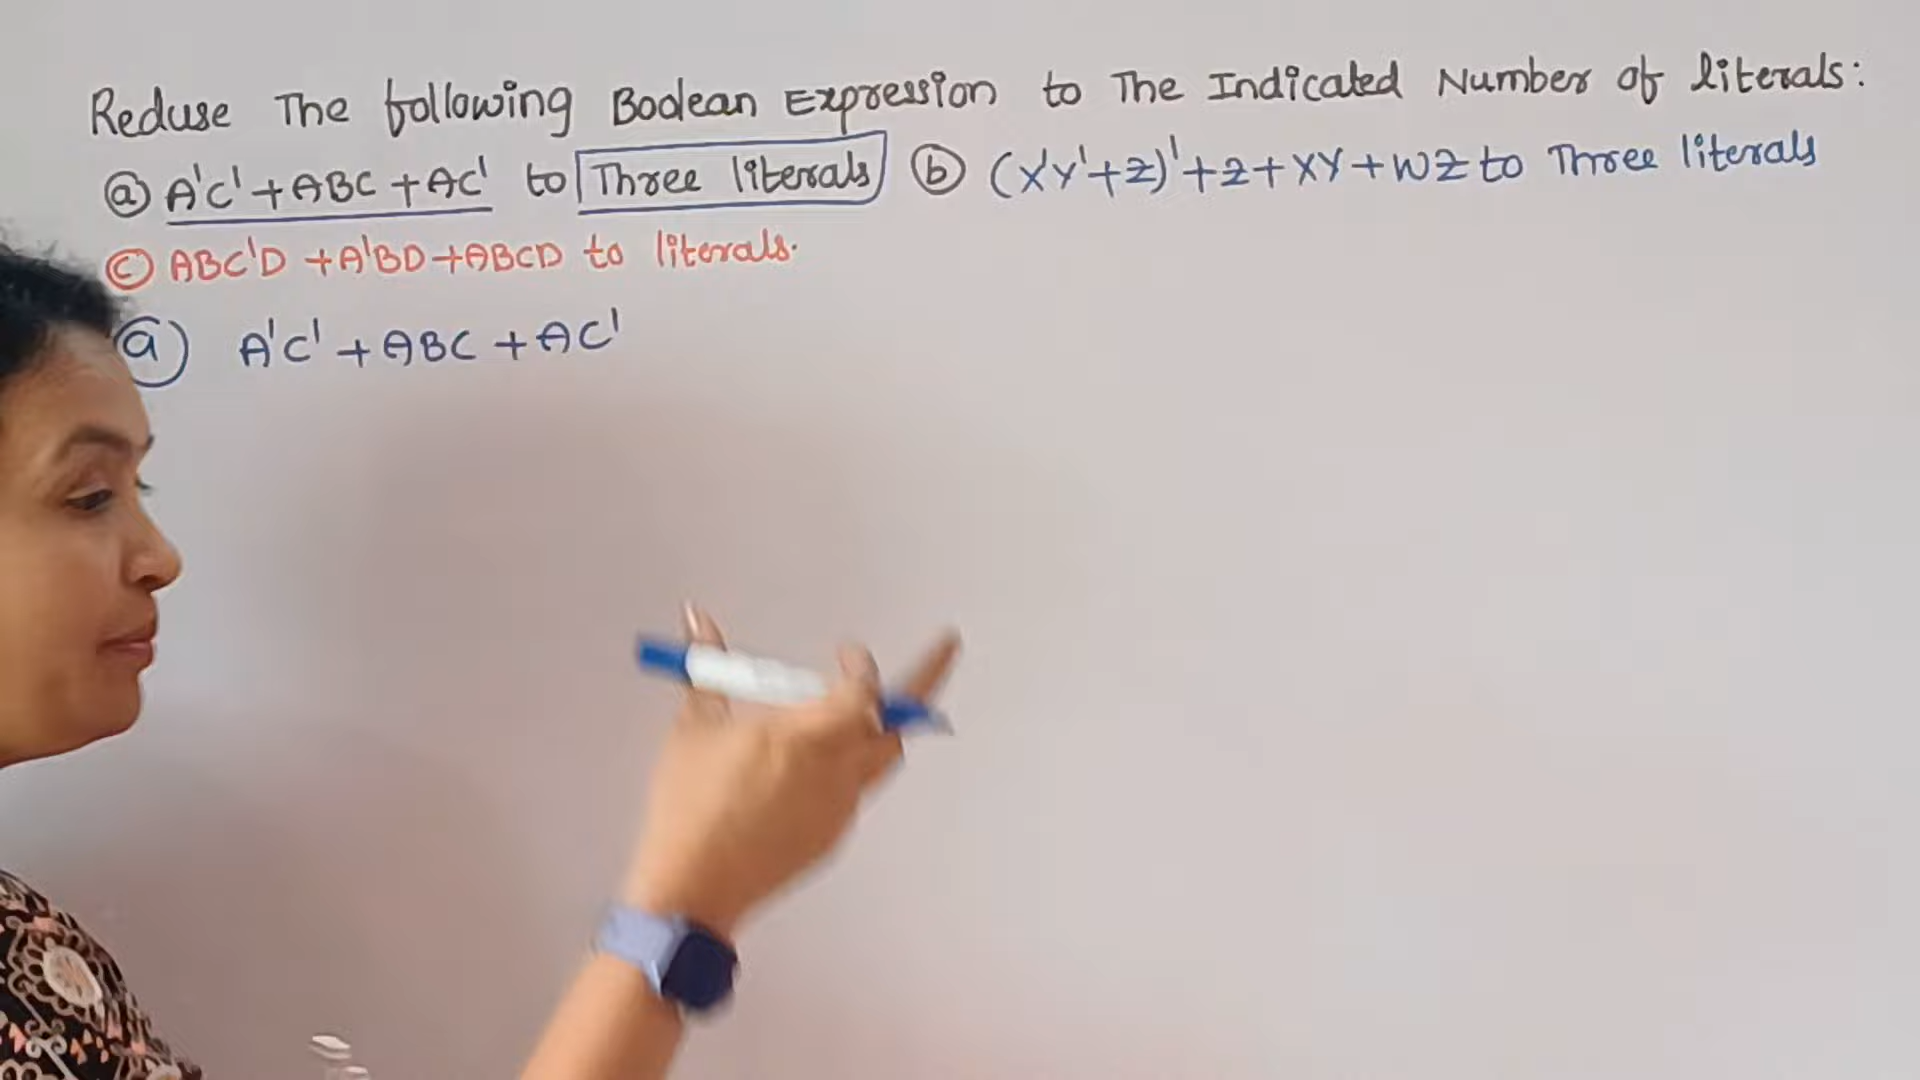 Reduse The following Boolean Expression to The Indicated Number of literals:
ⓐ A'C' + ABC + AC' to Three literals ⓑ (X'Y'+Z)'+Z+XY+WZ to Three literals
ⓒ ABC'D + A'BD + ABCD to literals.
ⓐ A'C' + ABC + AC'